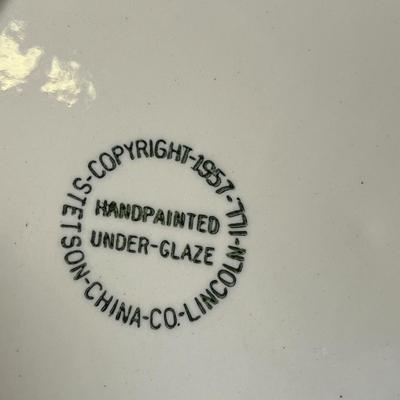 STETSON-CHINA-CO.-LINCOLN-ILL-COPYRIGHT-1957-
HANDPAINTED
UNDER-GLAZE